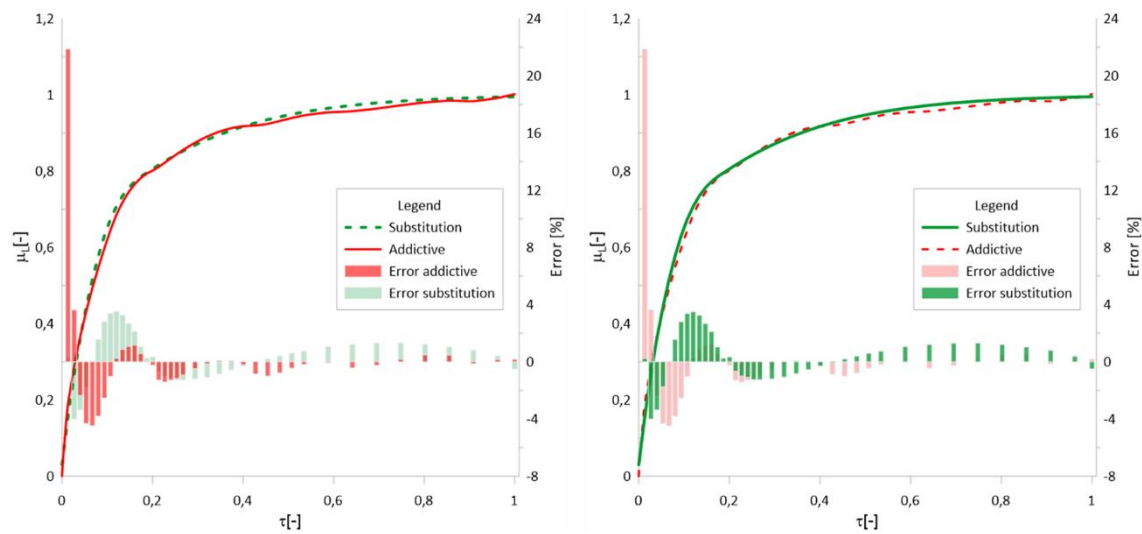 1,2
1
0,8
0,6
0,4
0,2
0
μL[-]
24
20
16
12
8
4
0
-4
-8
Error [%]
Legend
Substitution
Addictive
Error addictive
Error substitution
0
0,2
0,4
0,6
0,8
1
τ[-]
1,2
1
0,8
0,6
0,4
0,2
0
μL[-]
24
20
16
12
8
4
0
-4
-8
Error [%]
Legend
Substitution
Addictive
Error addictive
Error substitution
0
0,2
0,4
0,6
0,8
1
τ[-]